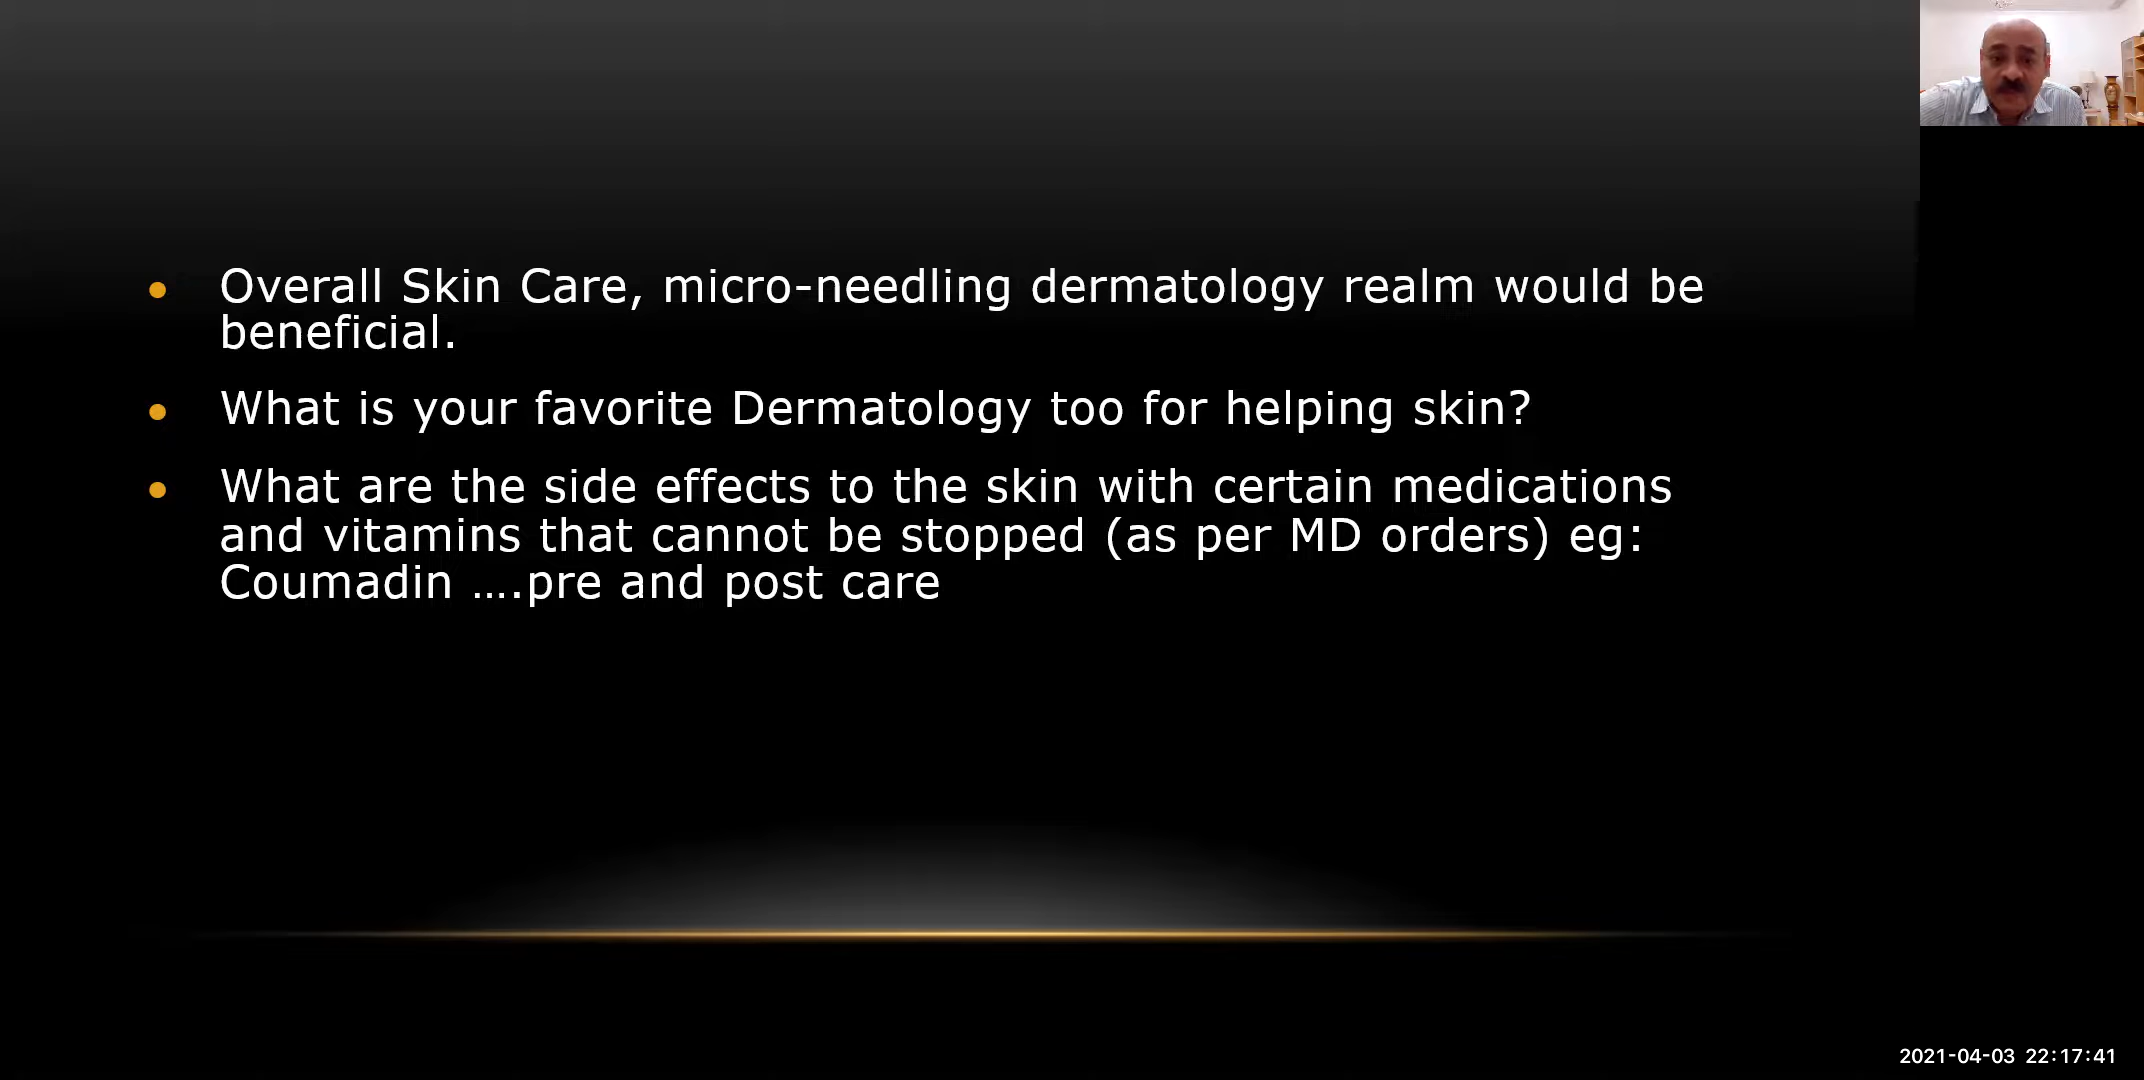 Overall Skin Care, micro-needling dermatology realm would be
beneficial.
What is your favorite Dermatology too for helping skin?
What are the side effects to the skin with certain medications
and vitamins that cannot be stopped (as per MD orders) eg:
Coumadin ….pre and post care
2021-04-03 22:17:41